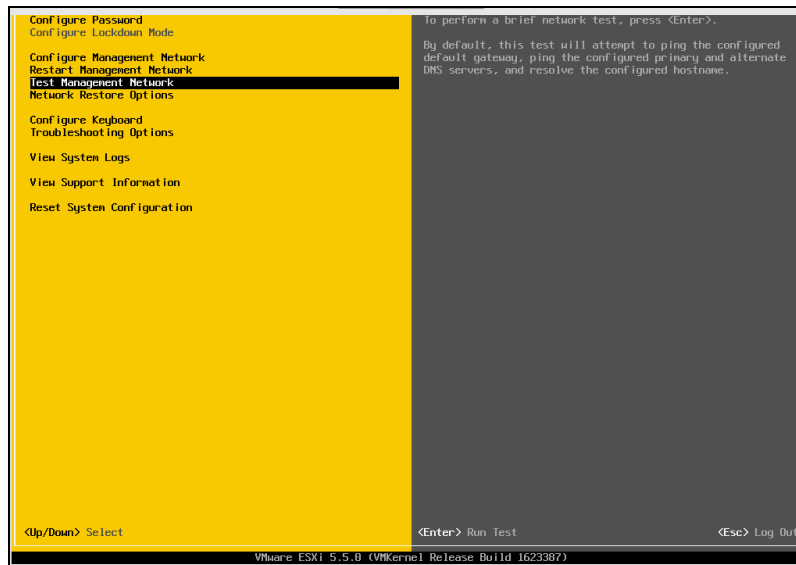 Configure Password
Configure Lockdown Mode
Configure Management Network
Restart Management Network
Test Management Network
Network Restore Options
Configure Keyboard
Troubleshooting Options
View System Logs
View Support Information
Reset System Configuration
To perform a brief network test, press <Enter>.
By default, this test will attempt to ping the configured
default gateway, ping the configured primary and alternate
DNS servers, and resolve the configured hostname.
<Up/Down> Select
<Enter> Run Test
<Esc> Log Out
VMware ESXi 5.5.0 (VMKernel Release Build 1623387)